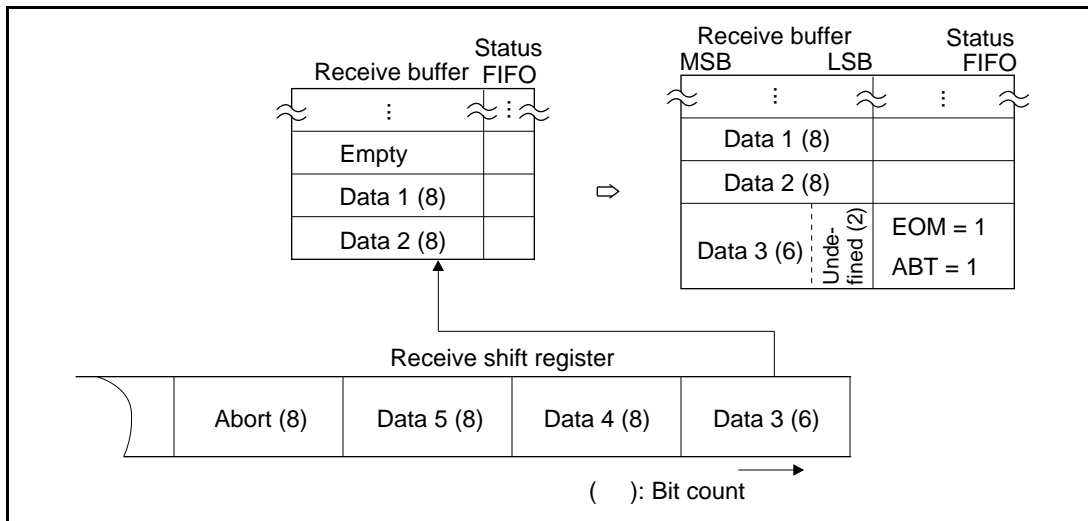 Receive buffer
Status
FIFO
Empty
Data 1 (8)
Data 2 (8)
Receive buffer
Status
FIFO
MSB
LSB
Data 1 (8)
Data 2 (8)
Data 3 (6)
Unde-
fined (2)
EOM = 1
ABT = 1
Receive shift register
Abort (8)
Data 5 (8)
Data 4 (8)
Data 3 (6)
( ): Bit count